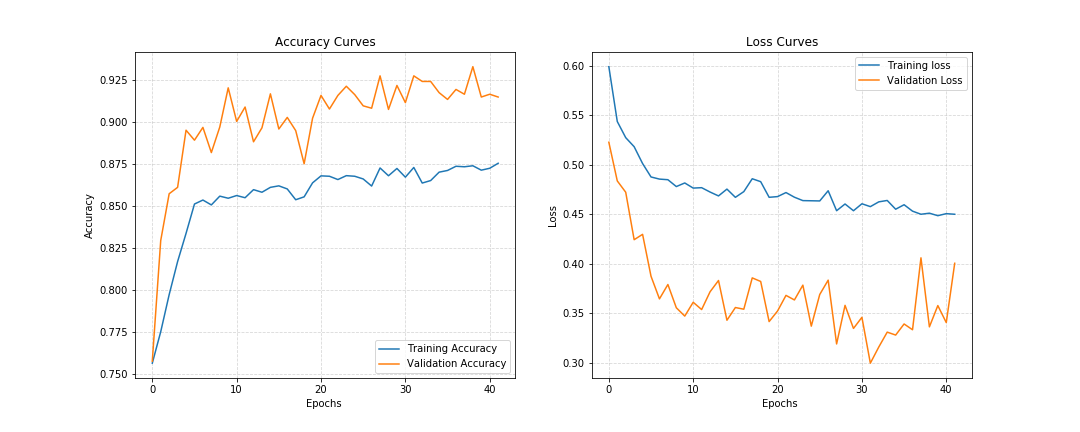 Accuracy Curves
0.925
0.900
0.875
0.850
0.825
0.800
0.775
0.750
Accuracy
0
10
20
30
40
Epochs
Training Accuracy
Validation Accuracy
Loss Curves
0.60
0.55
0.50
0.45
0.40
0.35
0.30
Loss
0
10
20
30
40
Epochs
Training loss
Validation Loss